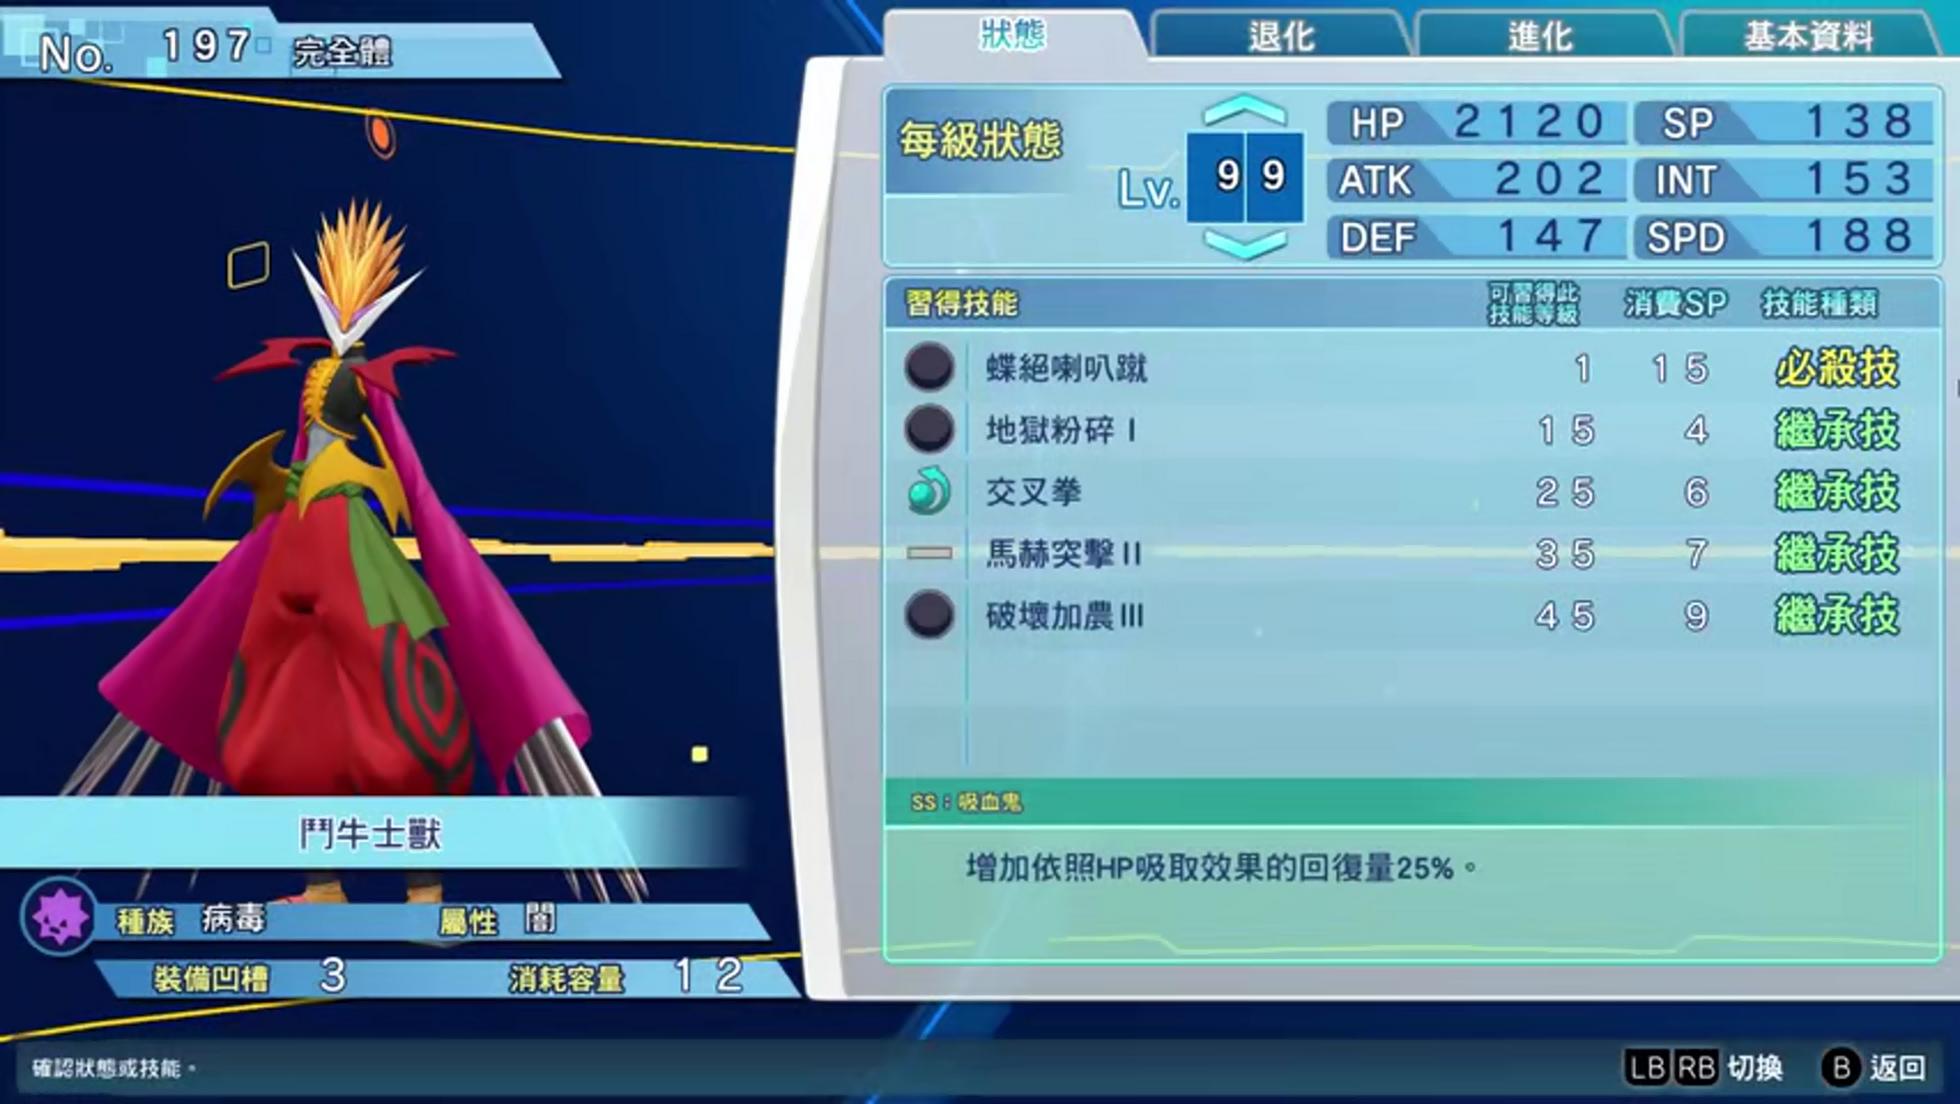 No. 197 完全體
狀態 退化 進化 基本資料
每級狀態
Lv. 99
HP 2120 SP 138
ATK 202 INT 153
DEF 147 SPD 188
習得技能 可習得此技能等級 消費SP 技能種類
蝶絕喇叭蹴 1 15 必殺技
地獄粉碎 I 15 4 繼承技
交叉拳 25 6 繼承技
馬赫突擊 II 35 7 繼承技
破壞加農 III 45 9 繼承技
SS：吸血鬼
增加依照HP吸取效果的回復量25%。
鬥牛士獸
種族 病毒 屬性 闇
裝備凹槽 3 消耗容量 12
確認狀態或技能。
LB RB 切換 B 返回